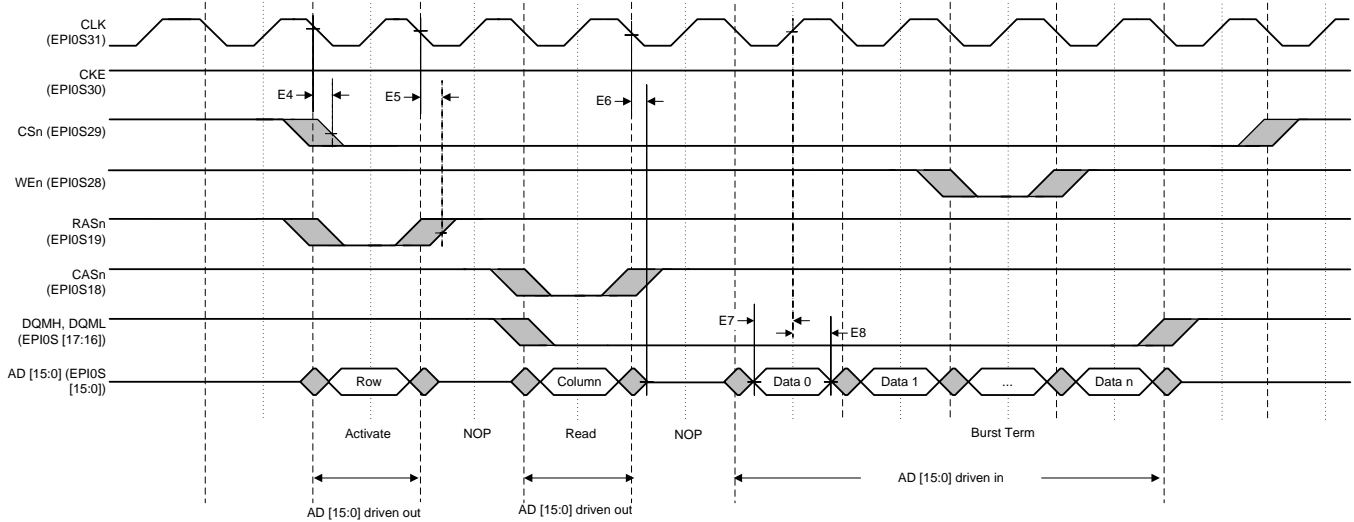 CLK
(EPI0S31)
CKE
(EPI0S30)
E4
E5
E6
CSn (EPI0S29)
WEn (EPI0S28)
RASn
(EPI0S19)
CASn
(EPI0S18)
DQMH, DQML
(EPI0S [17:16])
E7
E8
AD [15:0] (EPI0S
[15:0])
Row
Column
Data 0
Data 1
...
Data n
Activate
NOP
Read
NOP
Burst Term
AD [15:0] driven in
AD [15:0] driven out
AD [15:0] driven out